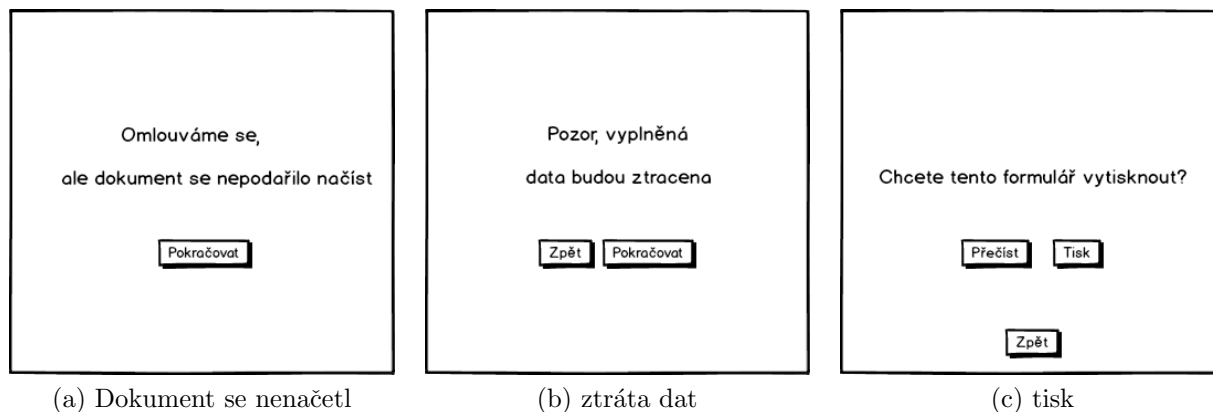 Omlouváme se,
ale dokument se nepodařilo načíst
Pokračovat
(a) Dokument se nenačetl
Pozor, vyplněná
data budou ztracena
Zpět Pokračovat
(b) ztráta dat
Chcete tento formulář vytisknout?
Přečíst Tisk
Zpět
(c) tisk